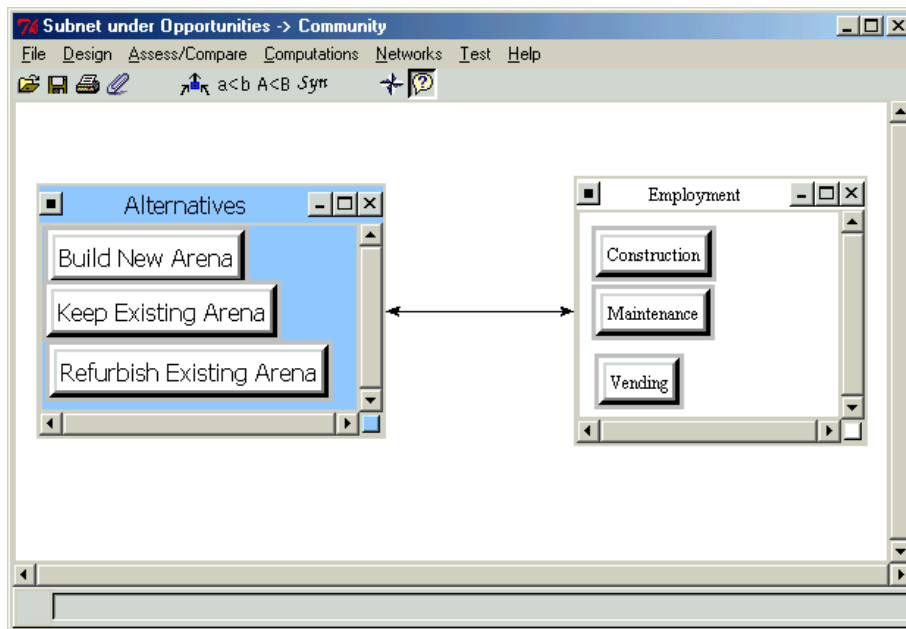 Subnet under Opportunities -> Community
File Design Assess/Compare Computations Networks Test Help
a<b A<B Syn
Alternatives
Build New Arena
Keep Existing Arena
Refurbish Existing Arena
Employment
Construction
Maintenance
Vending